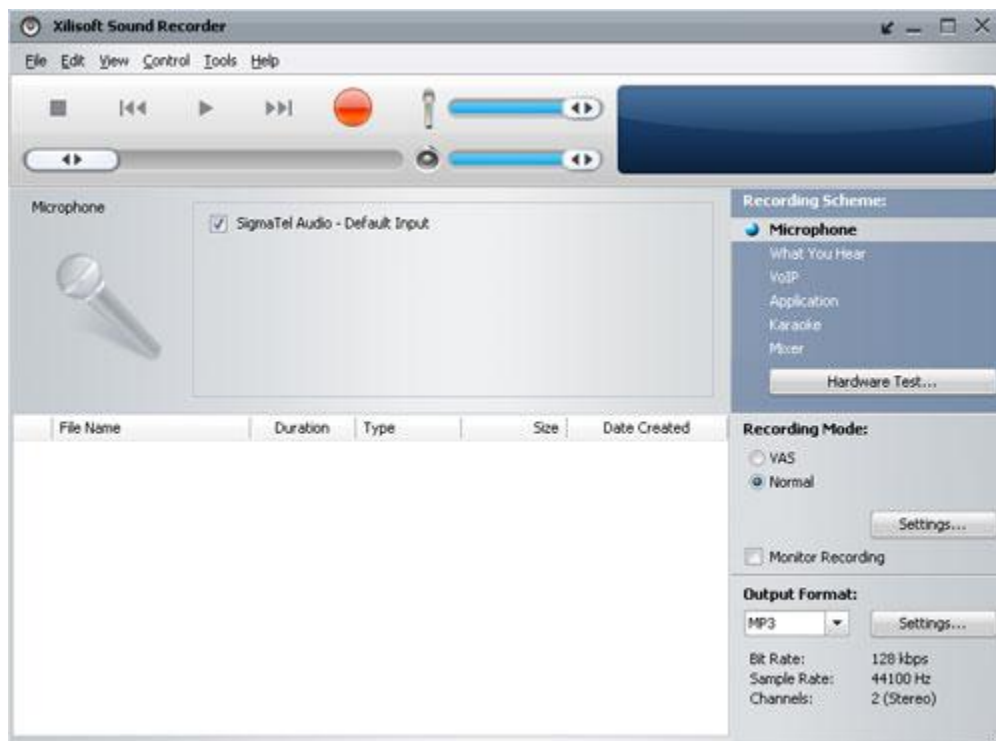 Xilisoft Sound Recorder
File Edit View Control Tools Help
Microphone
SigmaTel Audio - Default Input
Recording Scheme:
Microphone
What You Hear
VoIP
Application
Karaoke
Mixer
Hardware Test...
File Name Duration Type Size Date Created
Recording Mode:
VAS
Normal
Settings...
Monitor Recording
Output Format:
MP3 Settings...
Bit Rate: 128 kbps
Sample Rate: 44100 Hz
Channels: 2 (Stereo)